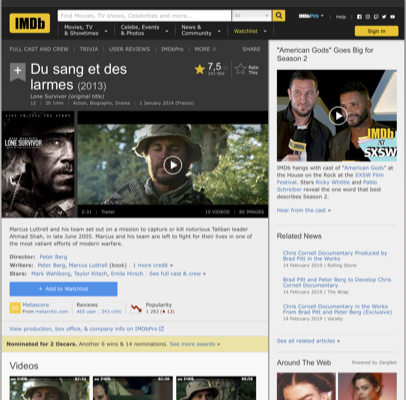 IMDb
Find Movies, TV shows, Celebrities and more...
All
IMDbPro
Help
Movies, TV
& Showtimes
Celebs, Events
& Photos
News &
Community
Watchlist
Sign in
FULL CAST AND CREW | TRIVIA | USER REVIEWS | IMDbPro | MORE
SHARE
Du sang et des
larmes (2013)
Lone Survivor (original title)
12 | 2h 1min | Action, Biography, Drama | 1 January 2014 (France)
7,5
Rate
This
LONE SURVIVOR
2:31 | Trailer
10 VIDEOS | 80 IMAGES
Marcus Luttrell and his team set out on a mission to capture or kill notorious Taliban leader
Ahmad Shah, in late June 2005. Marcus and his team are left to fight for their lives in one of
the most valiant efforts of modern warfare.
Director: Peter Berg
Writers: Peter Berg, Marcus Luttrell (book) | 1 more credit »
Stars: Mark Wahlberg, Taylor Kitsch, Emile Hirsch | See full cast & crew »
+ Add to Watchlist
Metascore
From metacritic.com
Reviews
Popularity
View production, box office, & company info on IMDbPro
Nominated for 2 Oscars. Another 6 wins & 14 nominations. See more awards »
Videos
"American Gods" Goes Big for
Season 2
IMDb
AT
SXSW
IMDb hangs with cast of "American Gods" at
the House on the Rock at the SXSW Film
Festival. Stars Ricky Whittle and Pablo
Schreiber reveal the one word that best
describes Season 2.
Hear from the cast »
Related News
Chris Cornell Documentary Produced by
Brad Pitt in the Works
14 February 2019 | Rolling Stone
Brad Pitt and Peter Berg to Develop Chris
Cornell Documentary
14 February 2019 | The Wrap
Chris Cornell Documentary in the Works
From Brad Pitt and Peter Berg (Exclusive)
14 February 2019 | Variety
See all related articles »
Around The Web
Powered by ZergNet